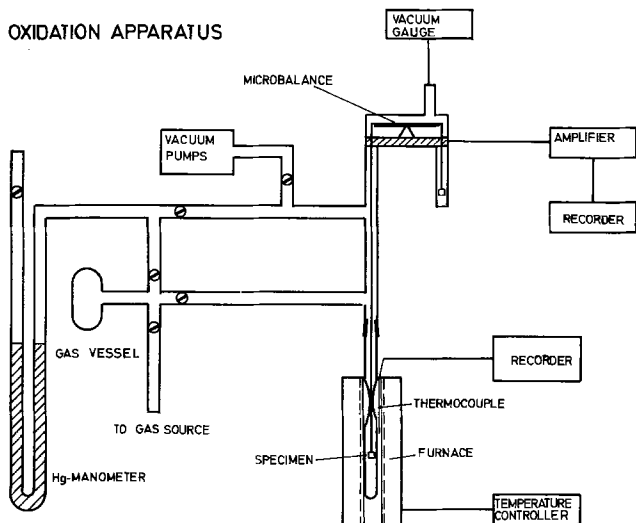 OXIDATION APPARATUS
VACUUM
GAUGE
MICROBALANCE
VACUUM
PUMPS
AMPLIFIER
RECORDER
GAS VESSEL
RECORDER
THERMOCOUPLE
TO GAS SOURCE
SPECIMEN
FURNACE
Hg-MANOMETER
TEMPERATURE
CONTROLLER